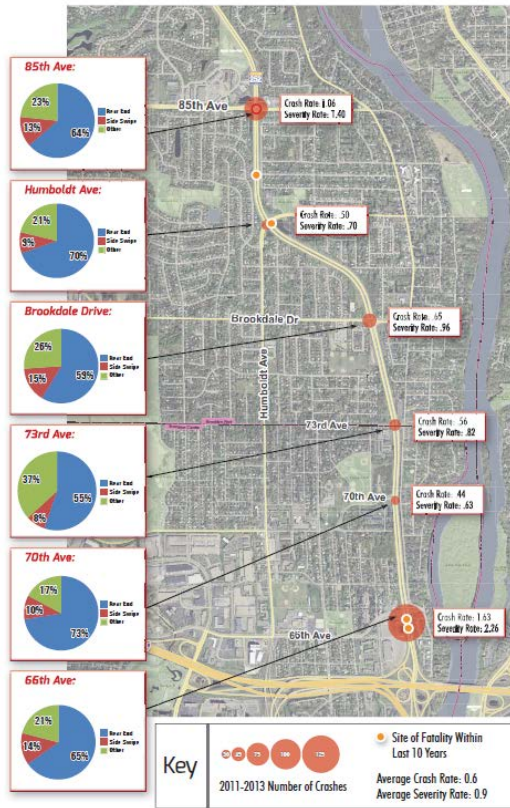 85th Ave:
23%
13%
64%
Rear End
Side Swipe
Other
Humboldt Ave:
21%
9%
70%
Rear End
Side Swipe
Other
Brookdale Drive:
26%
15%
59%
Rear End
Side Swipe
Other
73rd Ave:
37%
8%
55%
Rear End
Side Swipe
Other
70th Ave:
17%
10%
73%
Rear End
Side Swipe
Other
66th Ave:
21%
14%
65%
Rear End
Side Swipe
Other
85th Ave
Crash Rate: 1.06
Severity Rate: 1.40
Crash Rate: .50
Severity Rate: .70
Brookdale Dr
Crash Rate: .65
Severity Rate: .96
Humboldt Ave
73rd Ave
Crash Rate: .56
Severity Rate: .82
70th Ave
Crash Rate: .44
Severity Rate: .63
66th Ave
Crash Rate: 1.63
Severity Rate: 2.26
Key
75
100
125
2011-2013 Number of Crashes
Site of Fatality Within
Last 10 Years
Average Crash Rate: 0.6
Average Severity Rate: 0.9